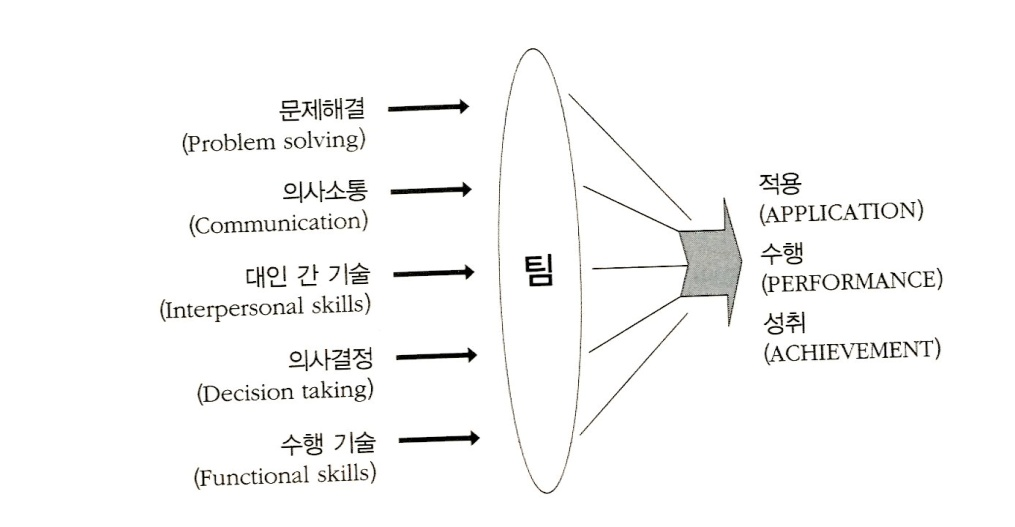 문제해결
(Problem solving)
의사소통
(Communication)
대인 간 기술
(Interpersonal skills)
의사결정
(Decision taking)
수행 기술
(Functional skills)
팀
적용
(APPLICATION)
수행
(PERFORMANCE)
성취
(ACHIEVEMENT)